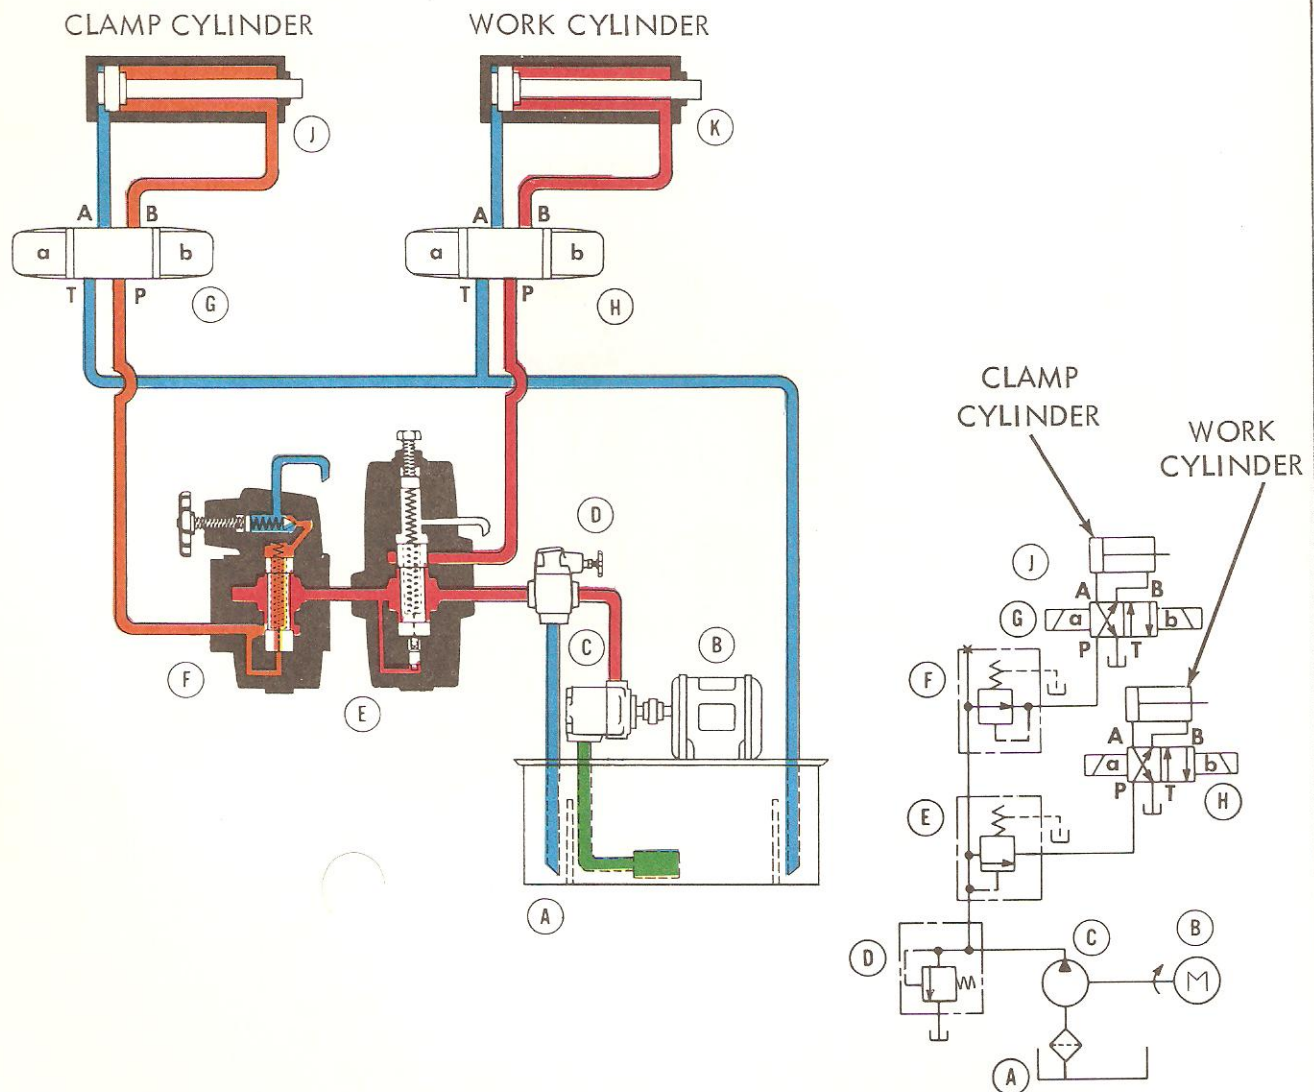 CLAMP CYLINDER
WORK CYLINDER
J
K
A B
a b
T P
G
A B
a b
T P
H
D
C
B
F
E
A
CLAMP
CYLINDER
WORK
CYLINDER
J
A B
G
a b
P T
F
A B
a b
P T
H
E
D
C
B
M
A